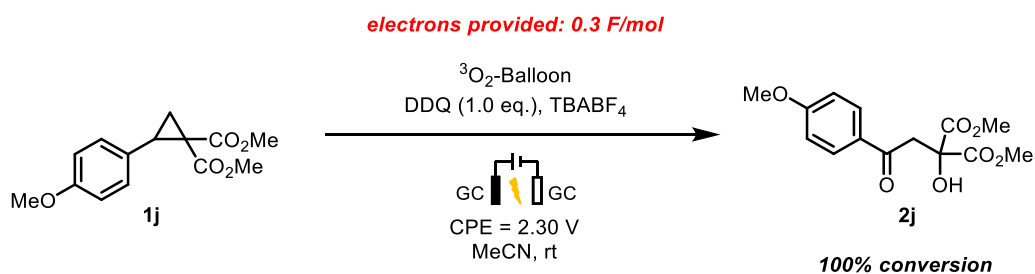 electrons provided: 0.3 F/mol
³O₂-Balloon
DDQ (1.0 eq.), TBABF₄
GC GC
CPE = 2.30 V
MeCN, rt
CO₂Me
CO₂Me
MeO
1j
MeO
CO₂Me
CO₂Me
O
OH
2j
100% conversion